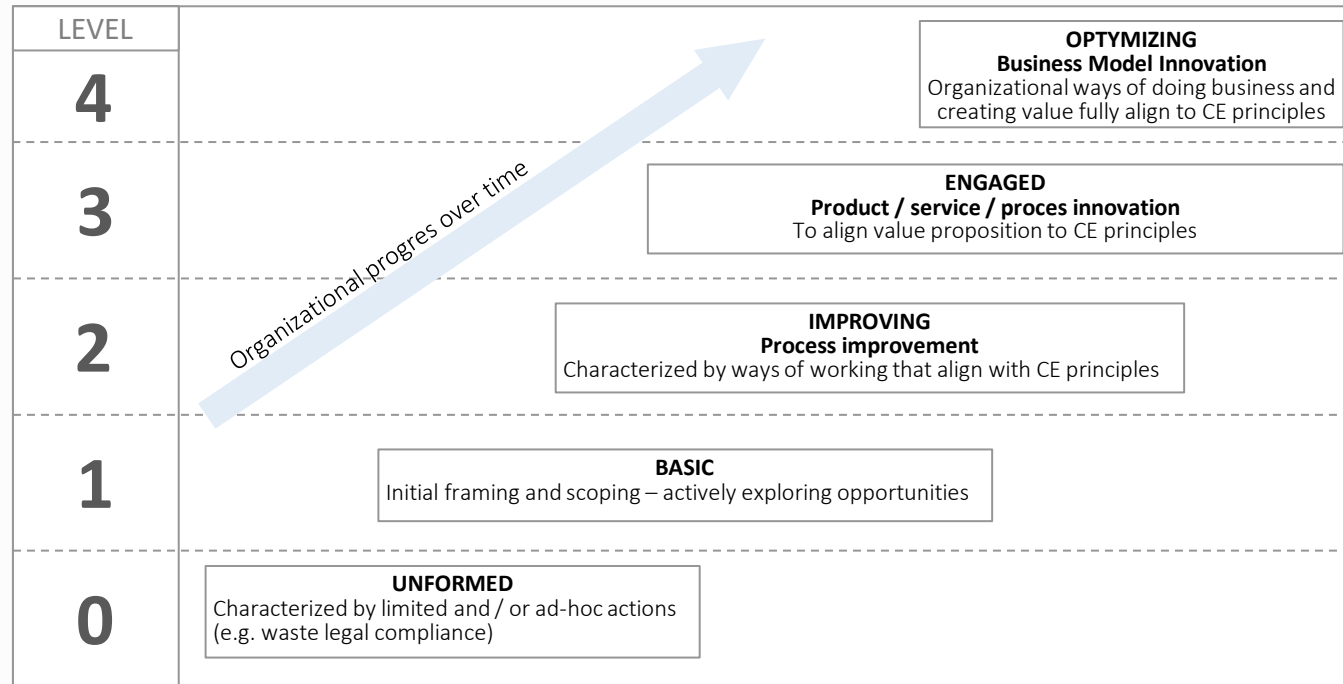 LEVEL
4
OPTYMIZING
Business Model Innovation
Organizational ways of doing business and
creating value fully align to CE principles
Organizational progres over time
3
ENGAGED
Product / service / proces innovation
To align value proposition to CE principles
2
IMPROVING
Process improvement
Characterized by ways of working that align with CE principles
1
BASIC
Initial framing and scoping – actively exploring opportunities
0
UNFORMED
Characterized by limited and / or ad-hoc actions
(e.g. waste legal compliance)